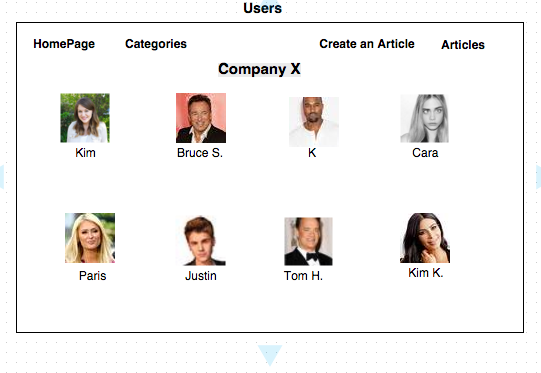 Users
HomePage Categories Create an Article Articles
Company X
Kim Bruce S. K Cara
Paris Justin Tom H. Kim K.